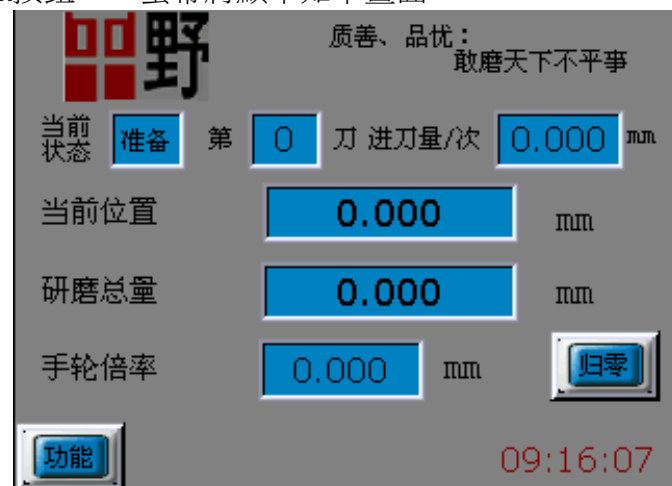 品野
质善、品优：
敢磨天下不平事
当前状态 准备 第 0 刀 进刀量/次 0.000 mm
当前位置 0.000 mm
研磨总量 0.000 mm
手轮倍率 0.000 mm 归零
功能 09:16:07